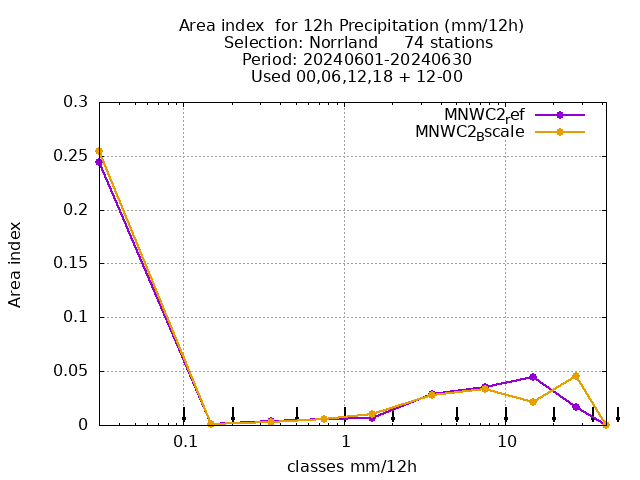 Area index  for 12h Precipitation (mm/12h)
Selection: Norrland     74 stations
Period: 20240601-20240630
Used 00,06,12,18 + 12-00
MNWC2_ref
MNWC2_Bscale
0.3
0.25
0.2
0.15
0.1
0.05
0
Area index
0.1 1 10
classes mm/12h